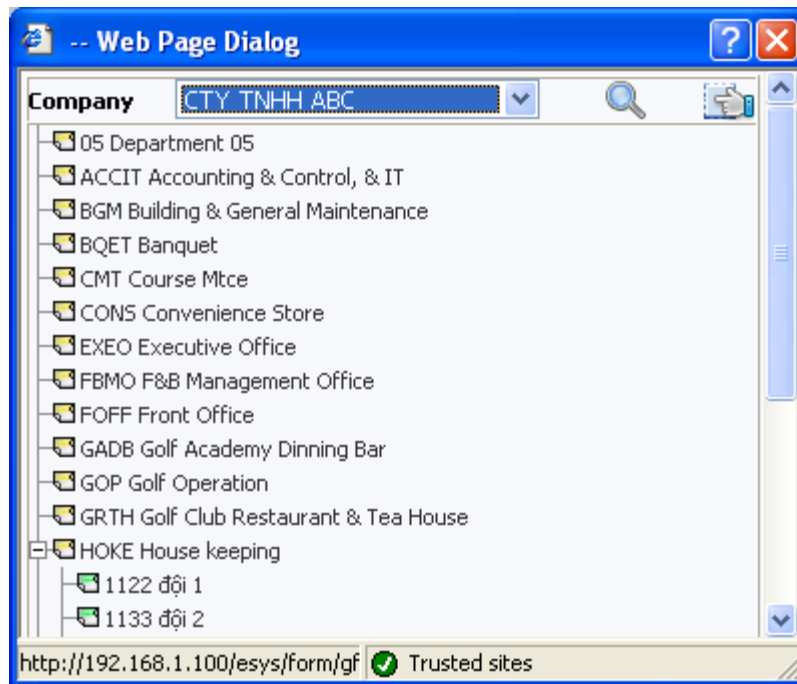 -- Web Page Dialog
Company CTY TNHH ABC
05 Department 05
ACCIT Accounting & Control, & IT
BGM Building & General Maintenance
BQET Banquet
CMT Course Mtce
CONS Convenience Store
EXEO Executive Office
FBMO F&B Management Office
FOFF Front Office
GADB Golf Academy Dinning Bar
GOP Golf Operation
GRTH Golf Club Restaurant & Tea House
HOKE House keeping
1122 đội 1
1133 đội 2
http://192.168.1.100/esys/form/gf Trusted sites